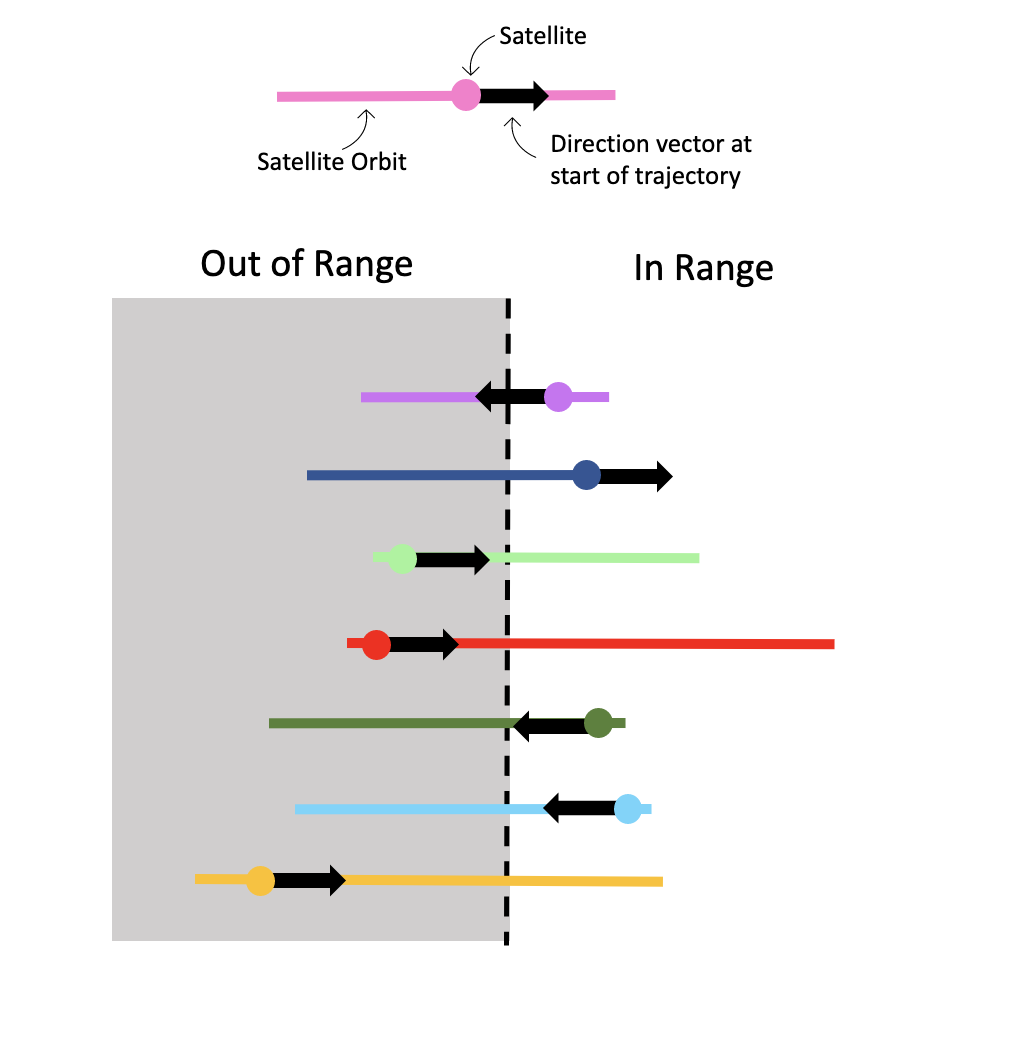 Satellite
Satellite Orbit
Direction vector at
start of trajectory
Out of Range
In Range